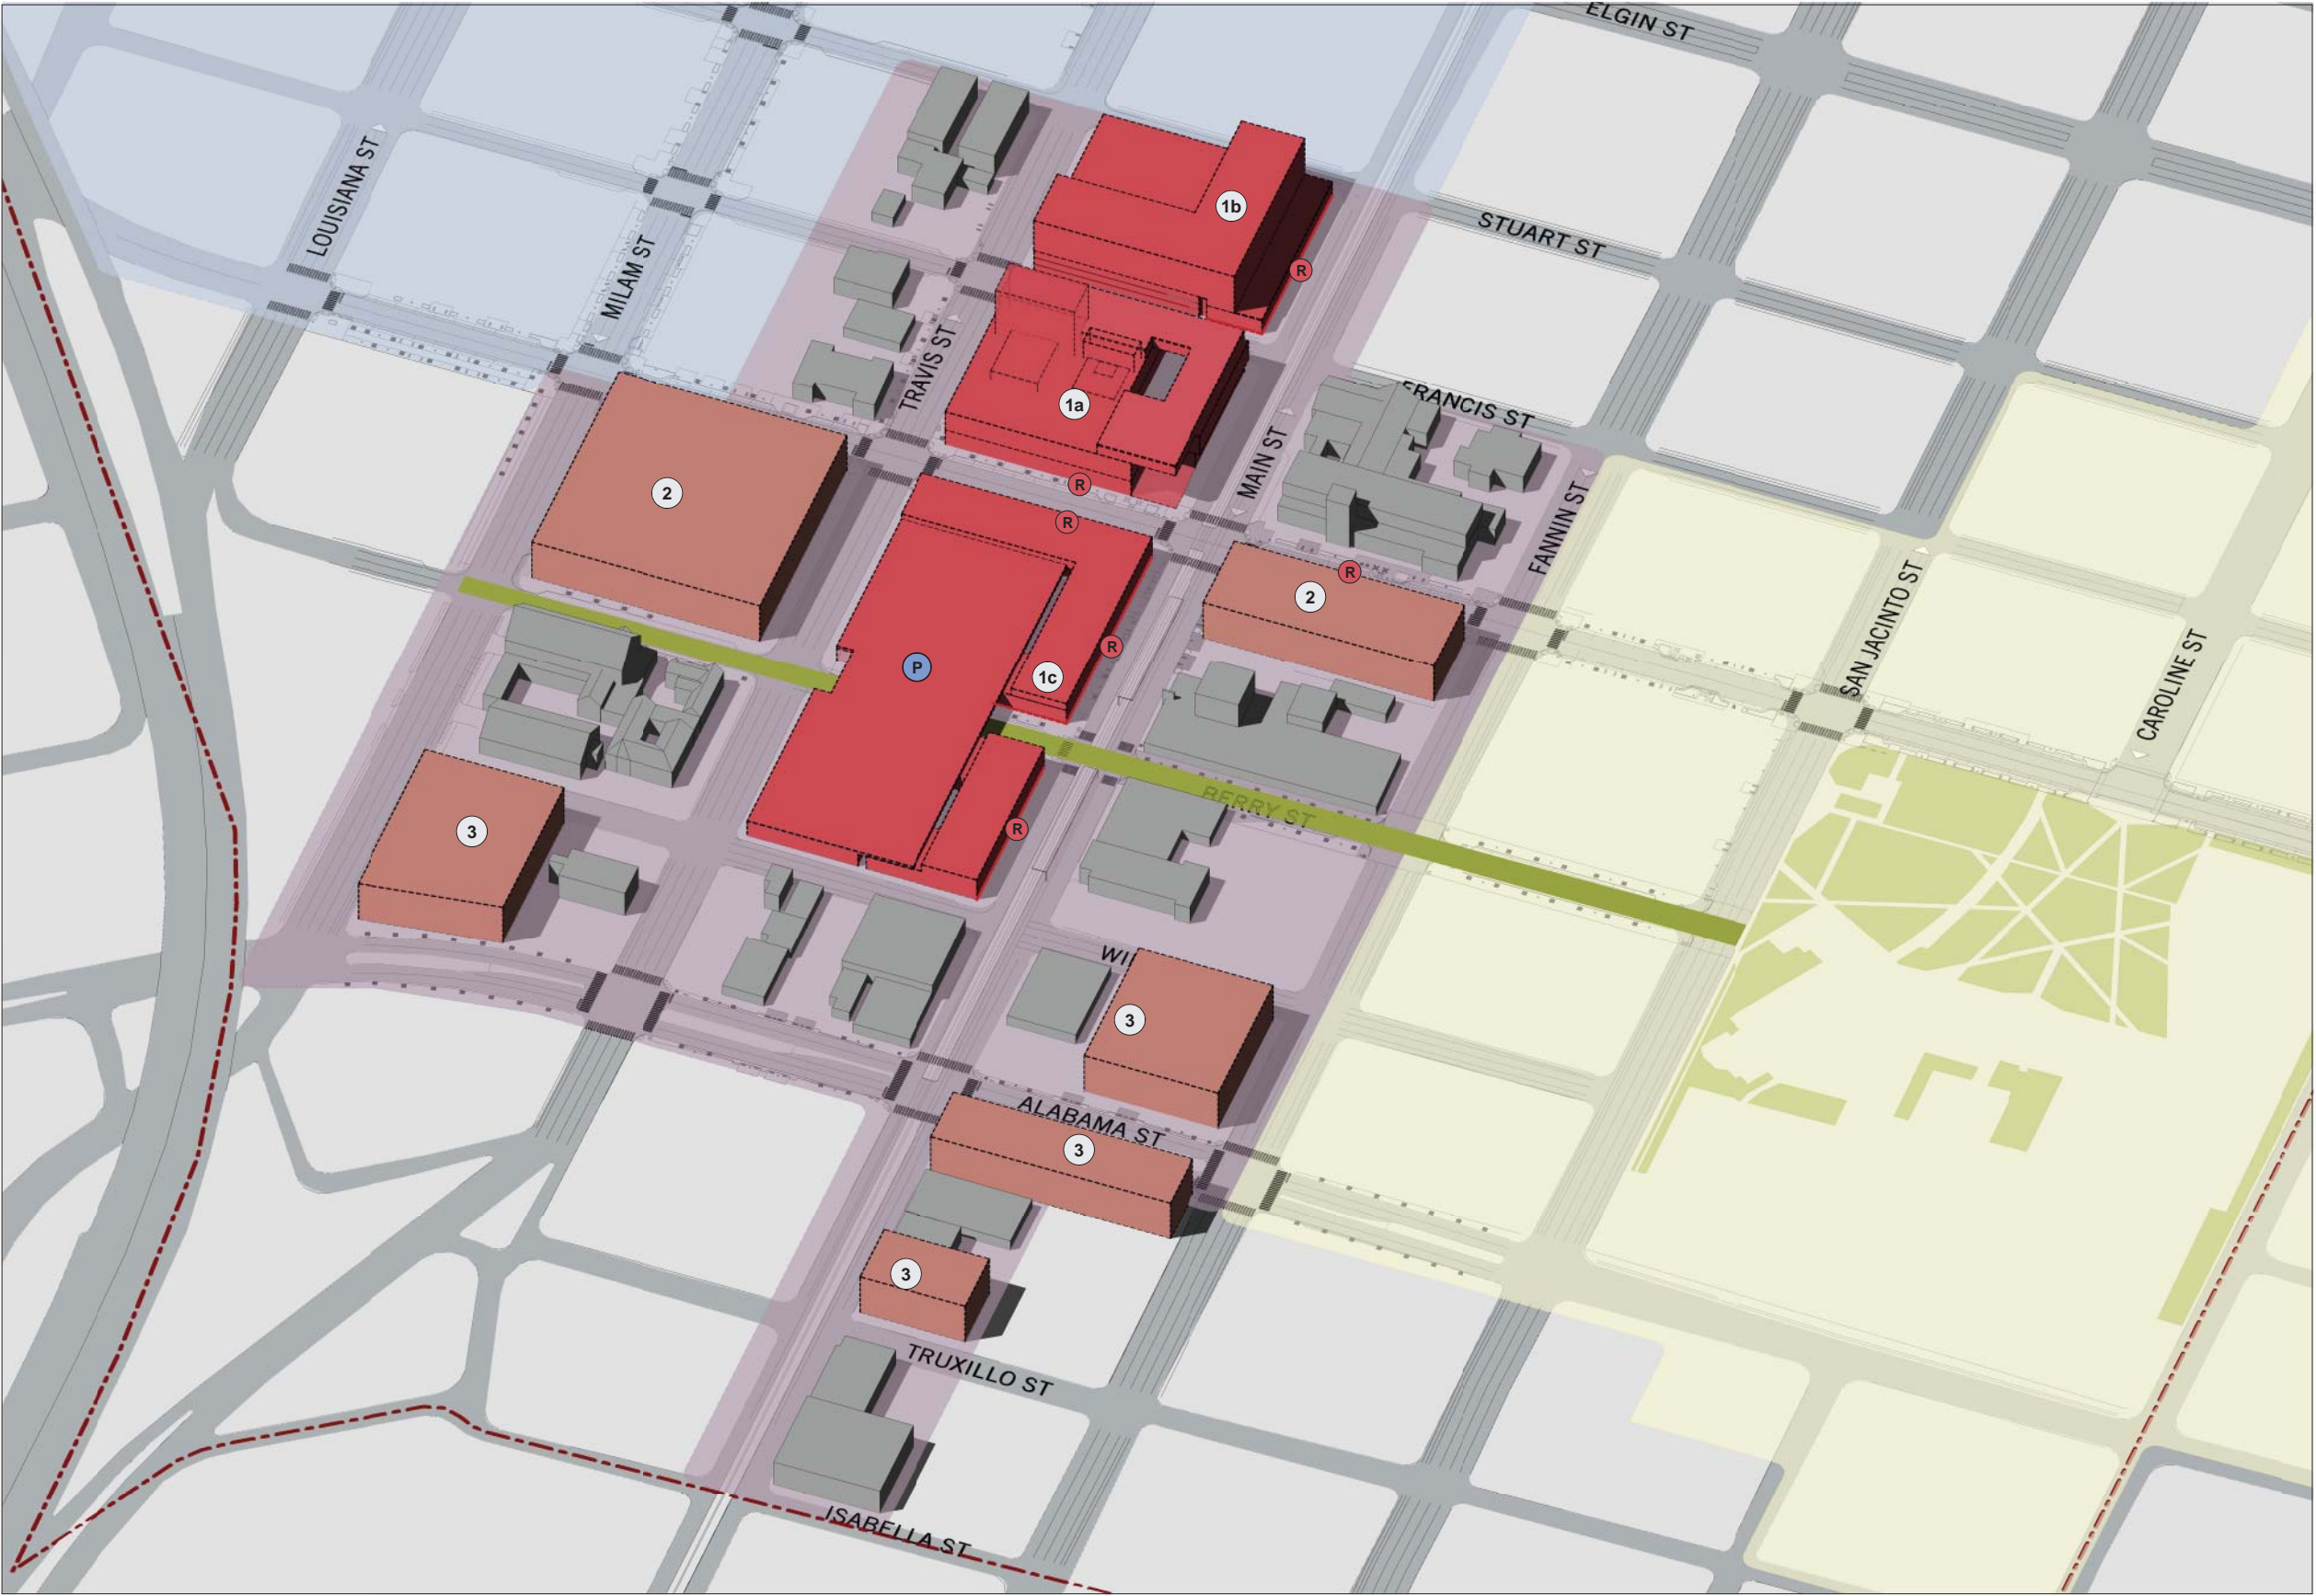 ELGIN ST
LOUISIANA ST
MILAM ST
1b
STUART ST
R
TRAVIS ST
1a
FRANCIS ST
MAIN ST
R
2
R
FANNIN ST
R
2
SAN JACINTO ST
CAROLINE ST
R
P
1c
BERRY ST
3
R
WI
3
ALABAMA ST
3
3
TRUXILLO ST
ISABELLA ST